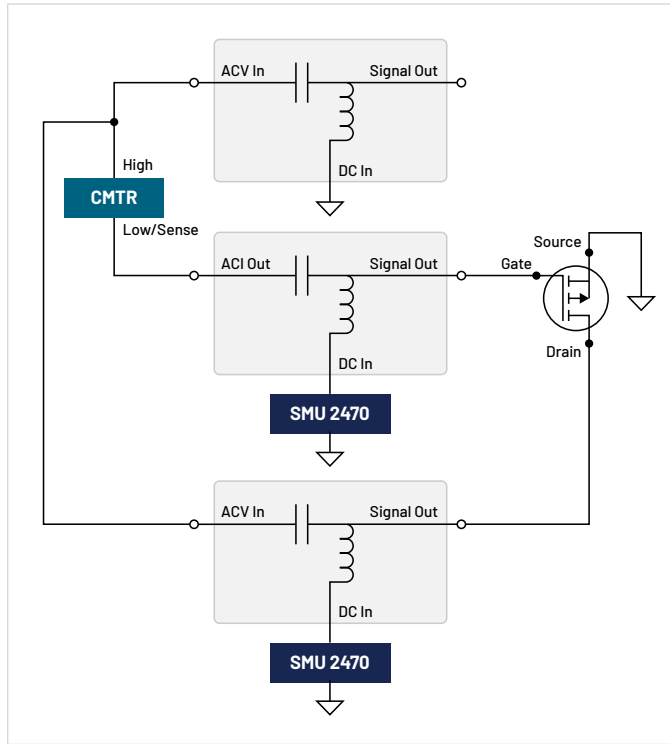 ACV In
Signal Out
DC In
High
CMTR
Low/Sense
ACI Out
Signal Out
DC In
SMU 2470
Gate
Source
Drain
ACV In
Signal Out
DC In
SMU 2470